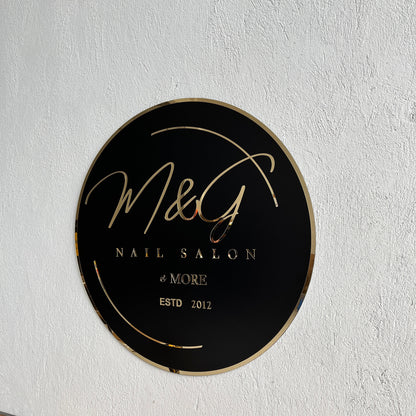 M&G
NAIL SALON
& MORE
ESTD 2012